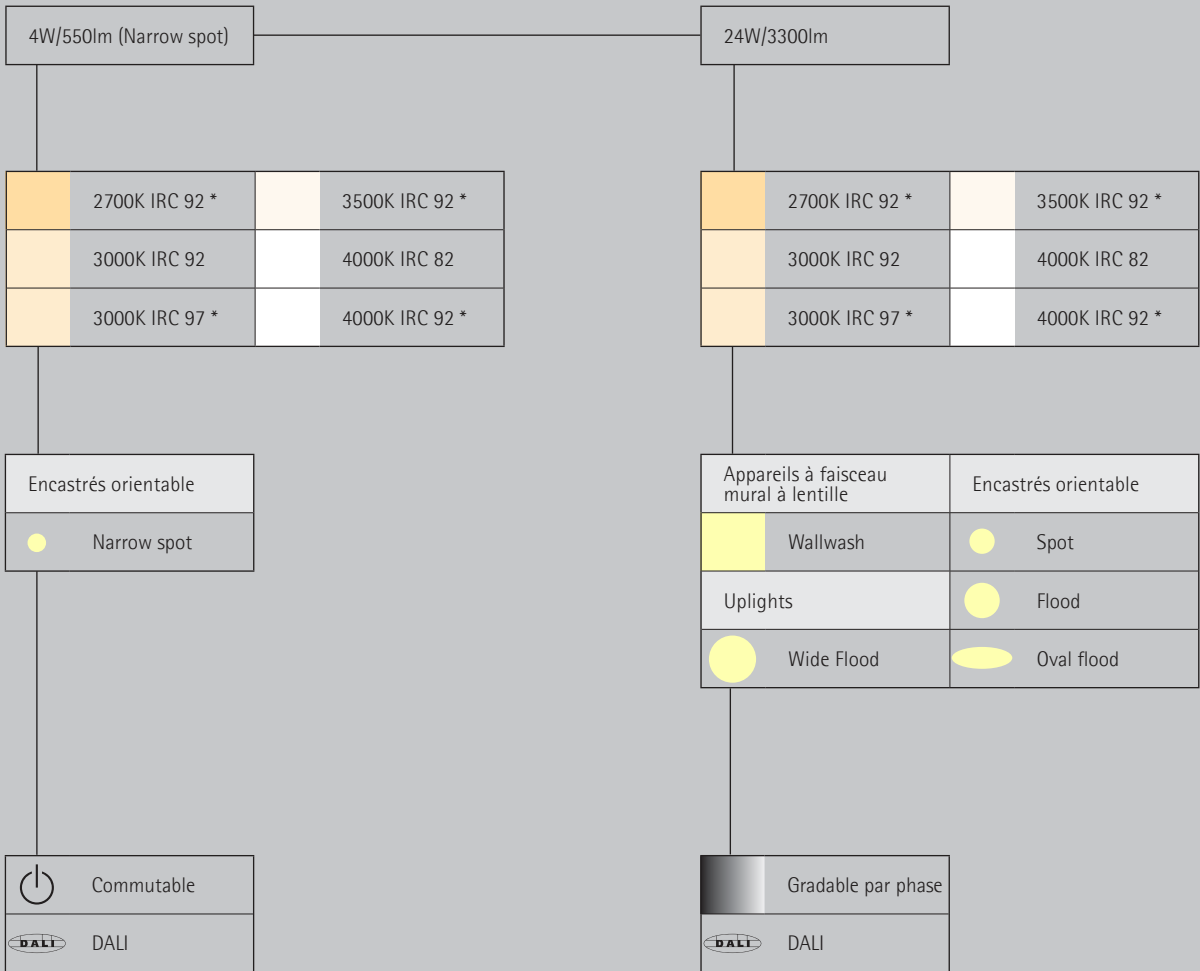 4W/550lm (Narrow spot)
24W/3300lm
2700K IRC 92 *
3500K IRC 92 *
3000K IRC 92
4000K IRC 82
3000K IRC 97 *
4000K IRC 92 *
2700K IRC 92 *
3500K IRC 92 *
3000K IRC 92
4000K IRC 82
3000K IRC 97 *
4000K IRC 92 *
Encastrés orientable
Narrow spot
Appareils à faisceau
mural à lentille
Encastrés orientable
Wallwash
Spot
Uplights
Flood
Wide Flood
Oval flood
Commutable
DALI DALI
Gradable par phase
DALI DALI